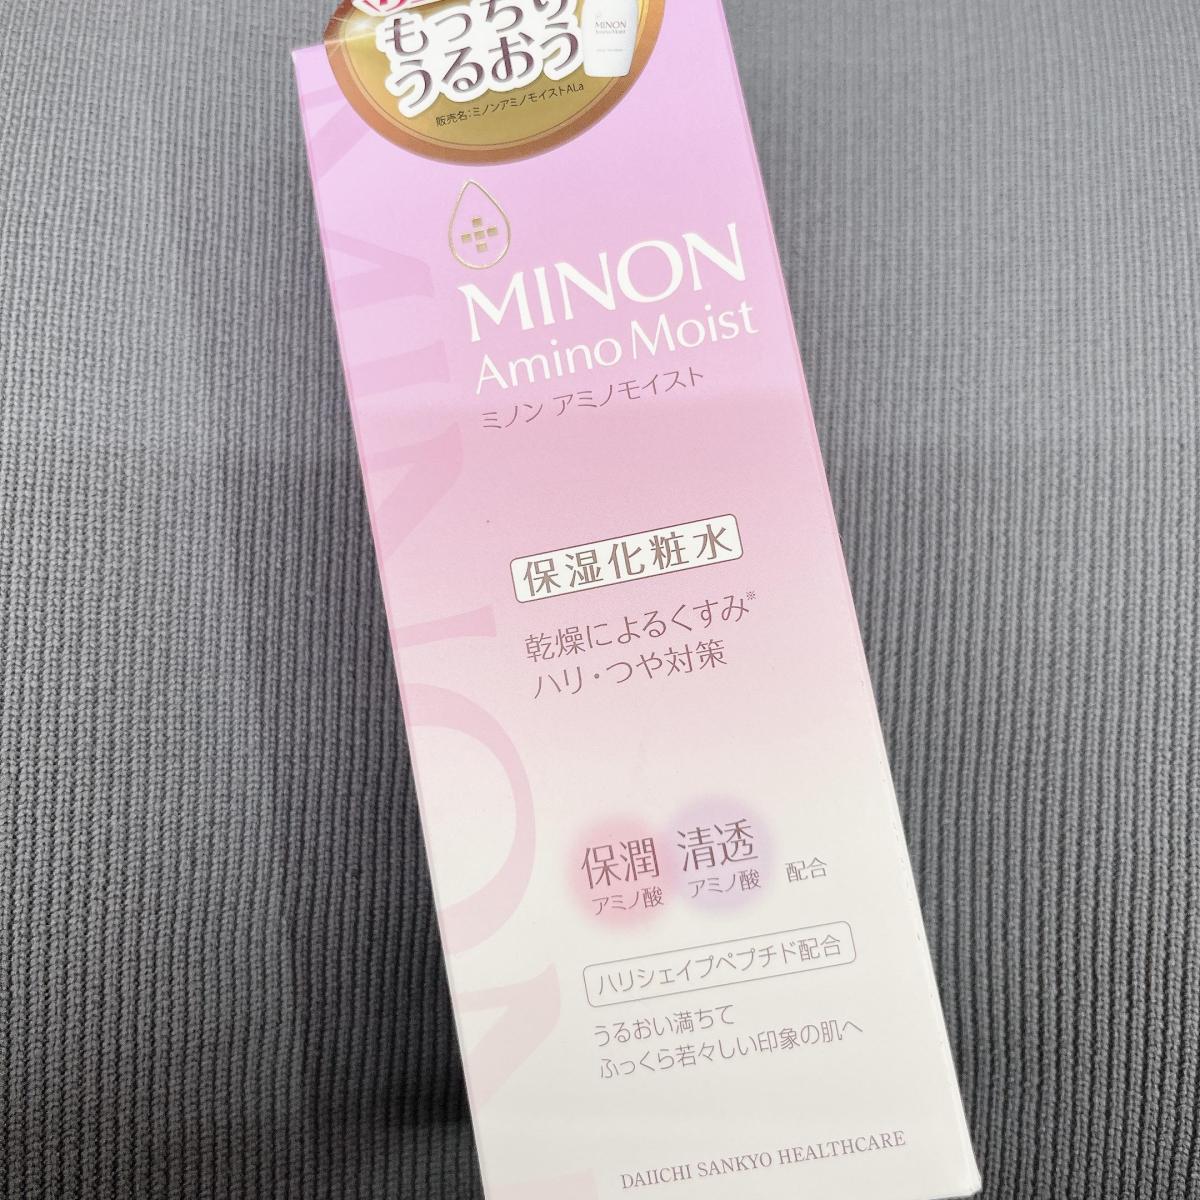 もっちり
うるおう
MINON
AminoMoist
販売名:ミノンアミノモイストALa
MINON
Amino Moist
ミノン アミノモイスト
保湿化粧水
乾燥によるくすみ※
ハリ・つや対策
保潤 清透
アミノ酸 アミノ酸 配合
ハリシェイプペプチド配合
うるおい満ちて
ふっくら若々しい印象の肌へ
DAIICHI SANKYO HEALTHCARE
MINON